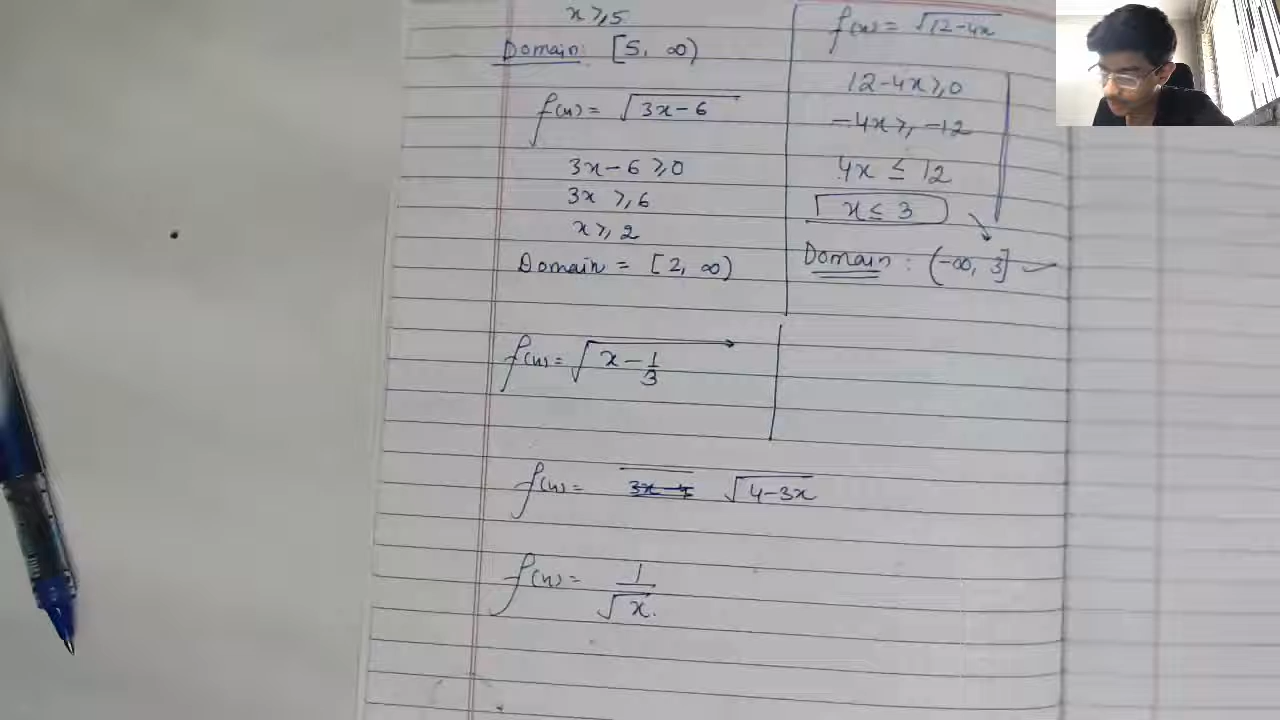 x ≥ 5
Domain: [5, ∞)
f(x) = √3x-6
3x-6 ≥ 0
3x ≥ 6
x ≥ 2
Domain = [2, ∞)
f(x) = √12-4x
12-4x ≥ 0
-4x ≥ -12
4x ≤ 12
x ≤ 3
Domain: (-∞, 3]
f(x) = √x - 1/3
f(x) = √4-3x
f(x) = 1/√x.